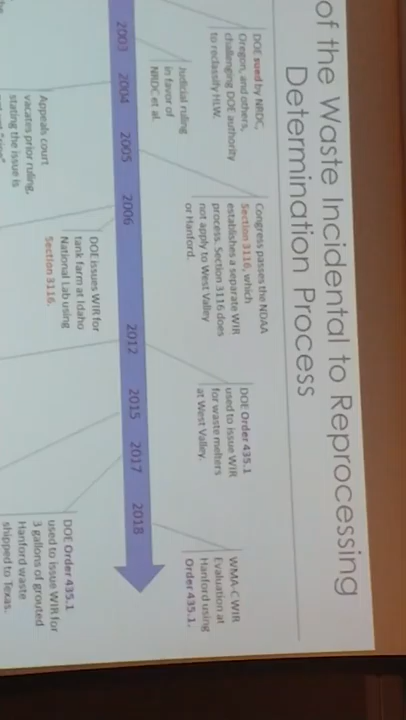 of the Waste Incidental to Reprocessing
Determination Process
DOE sued by NRDC,
Oregon, and others,
challenging DOE authority
to reclassify HLW.
Judicial ruling
in favor of
NRDC et al.
Congress passes the NDAA
Section 3116, which
establishes a separate WIR
process. Section 3116 does
not apply to West Valley
or Hanford.
DOE Order 435.1
used to issue WIR
for waste melters
at West Valley.
WMA-C WIR
Evaluation at
Hanford using
Order 435.1.
2003 2004 2005 2006 2012 2015 2017 2018
Appeals court
vacates prior ruling,
stating the issue is
DOE issues WIR for
tank farm at Idaho
National Lab using
Section 3116.
DOE Order 435.1
used to issue WIR for
3 gallons of grouted
Hanford waste
shipped to Texas.